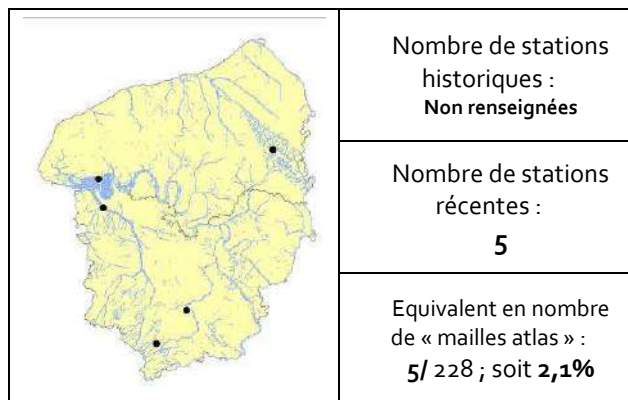 Nombre de stations
historiques :
Non renseignées
Nombre de stations
récentes :
5
Equivalent en nombre
de « mailles atlas » :
5/ 228 ; soit 2,1%